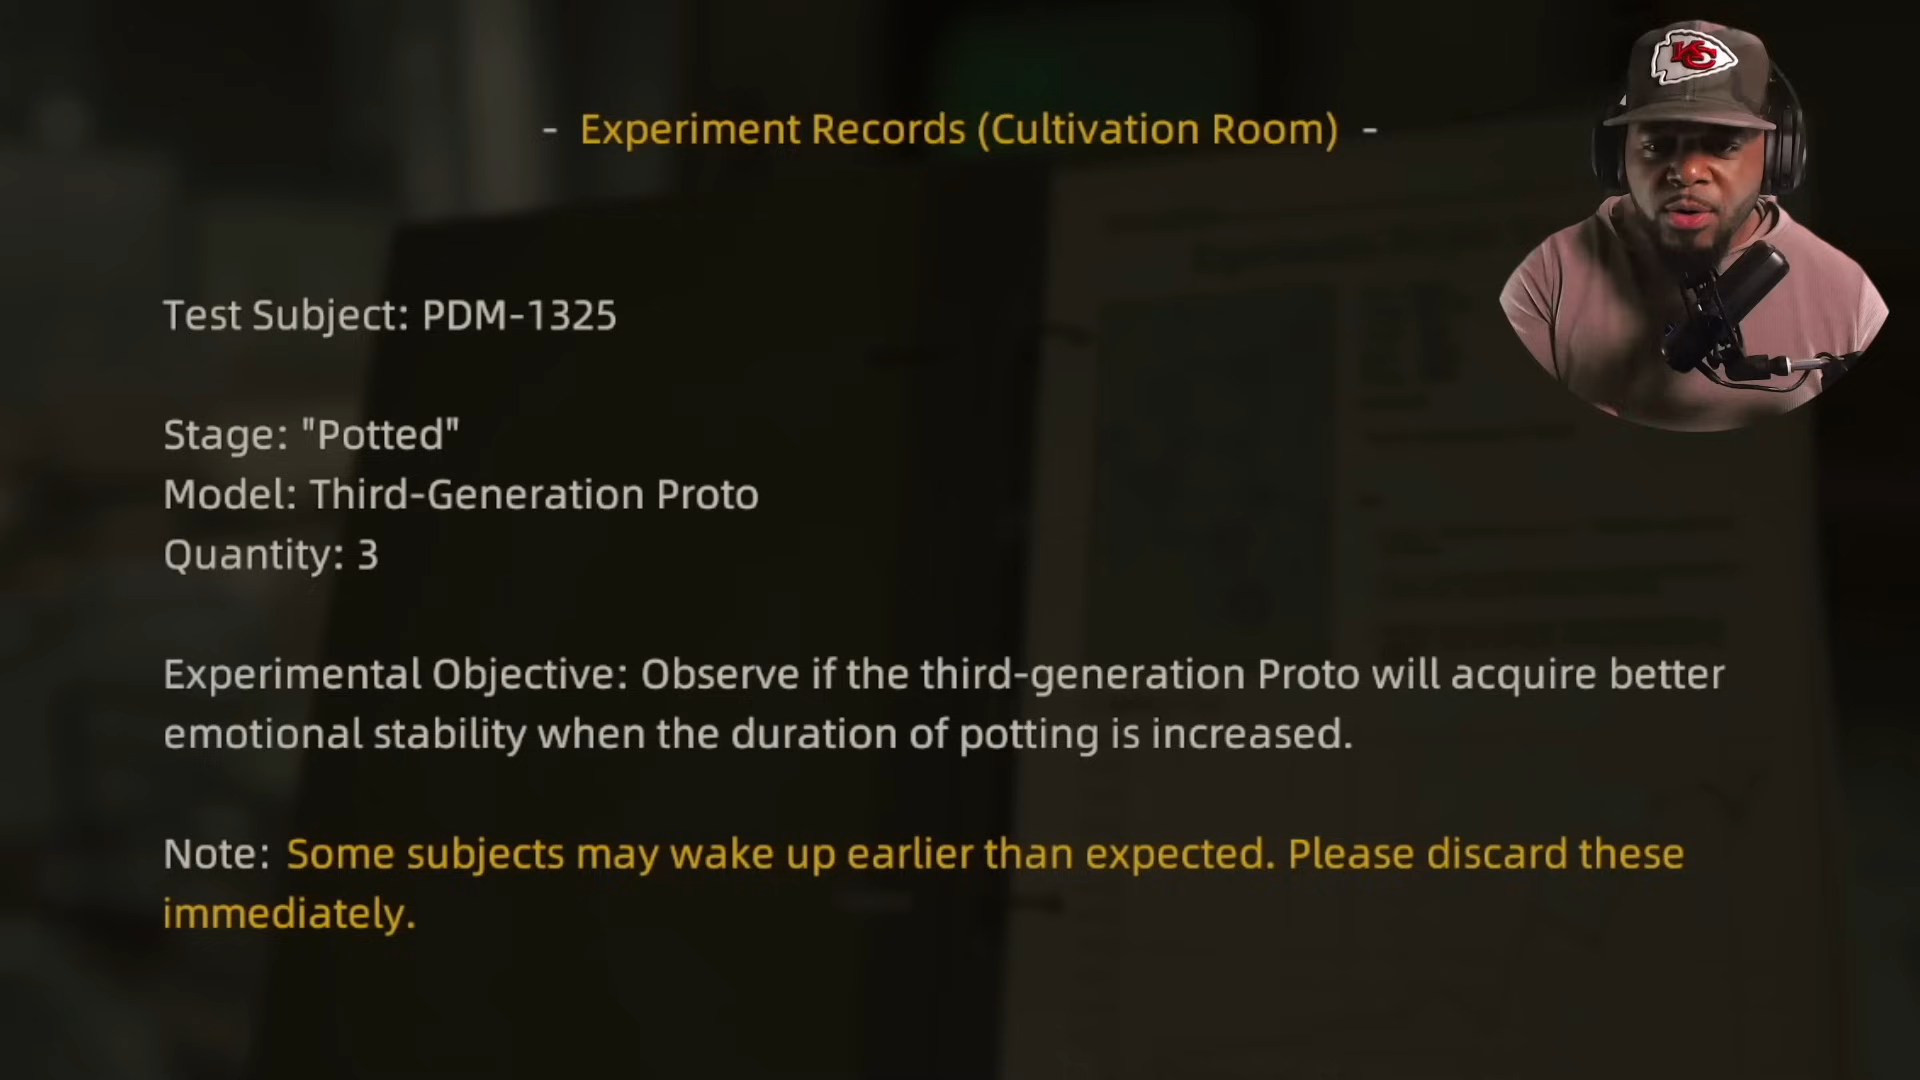 - Experiment Records (Cultivation Room) -
KC
Test Subject: PDM-1325
Stage: "Potted"
Model: Third-Generation Proto
Quantity: 3
Experimental Objective: Observe if the third-generation Proto will acquire better
emotional stability when the duration of potting is increased.
Note: Some subjects may wake up earlier than expected. Please discard these
immediately.